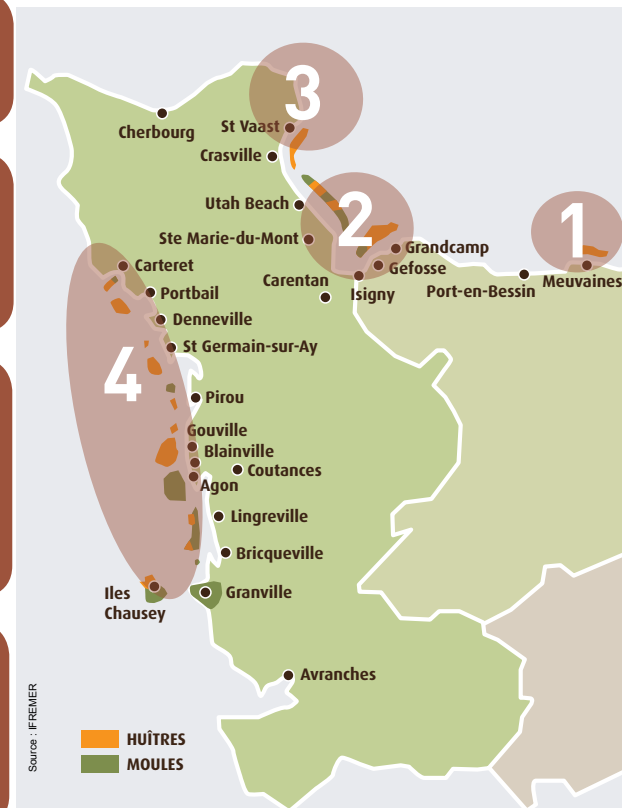 3
Cherbourg
St Vaast
Crasville
Utah Beach
2
1
Ste Marie-du-Mont
Grandcamp
Carteret
Gefosse
Carentan
Isigny
Port-en-Bessin
Meuvaines
Portbail
Denneville
St Germain-sur-Ay
4
Pirou
Gouville
Blainville
Coutances
Agon
Lingreville
Bricqueville
Iles
Chausey
Granville
Avranches
Source : IFREMER
HUÎTRES
MOULES